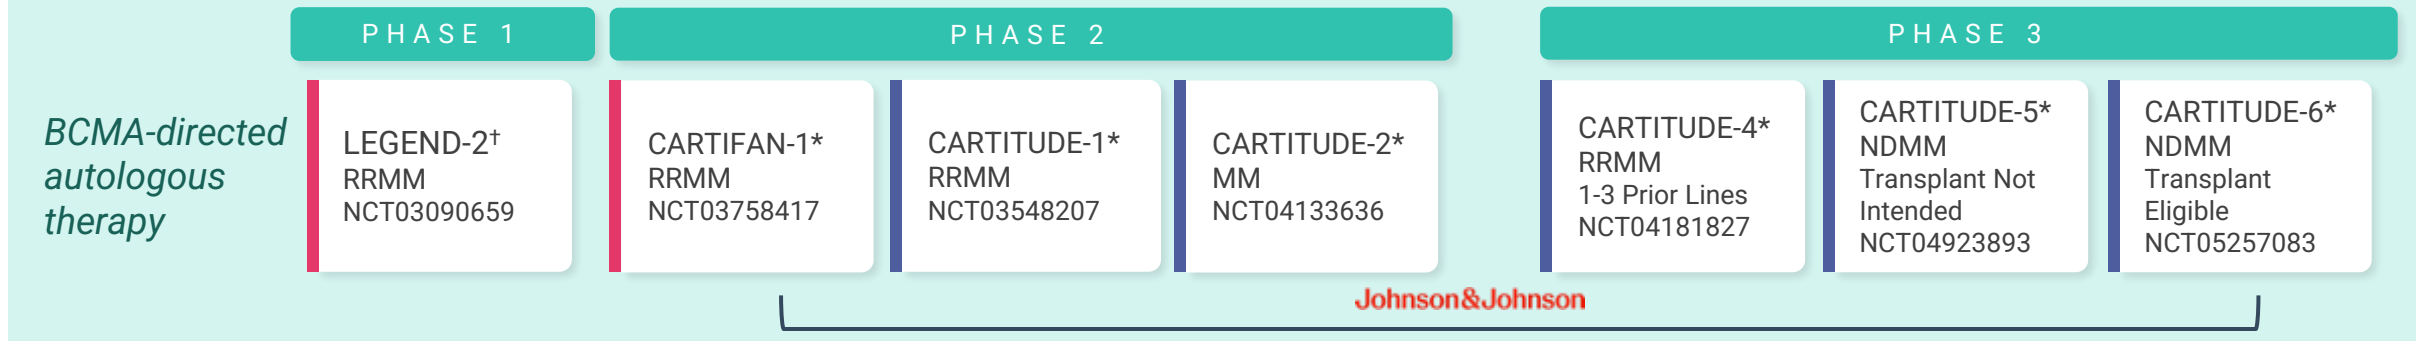 PHASE 1
PHASE 2
PHASE 3
BCMA-directed
autologous
therapy
LEGEND-2†
RRMM
NCT03090659
CARTIFAN-1*
RRMM
NCT03758417
CARTITUDE-1*
RRMM
NCT03548207
CARTITUDE-2*
MM
NCT04133636
CARTITUDE-4*
RRMM
1-3 Prior Lines
NCT04181827
CARTITUDE-5*
NDMM
Transplant Not
Intended
NCT04923893
CARTITUDE-6*
NDMM
Transplant
Eligible
NCT05257083
Johnson&Johnson